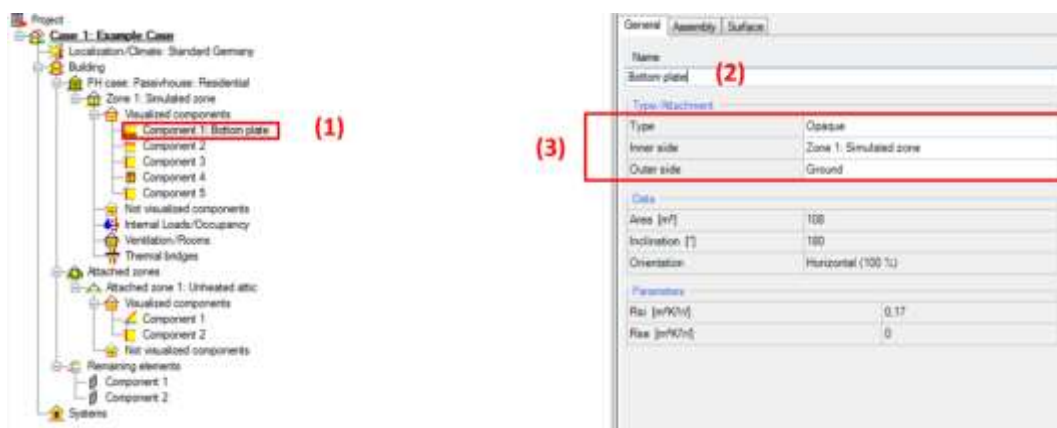 Project
Case 1: Example Case
Localization/Climate: Standard Germany
Building
PH case: Passivhouse: Residential
Zone 1: Simulated zone
Visualized components
Component 1: Bottom plate
(1)
Component 2
Component 3
Component 4
Component 5
Not visualized components
Internal Loads/Occupancy
Ventilation/Rooms
Thermal bridges
Attached zones
Attached zone 1: Unheated attic
Visualized components
Component 1
Component 2
Not visualized components
Remaining elements
Component 1
Component 2
Systems
General Assembly Surface
Name
Bottom plate
(2)
Type/Attachment
(3)
Type Opaque
Inner side Zone 1: Simulated zone
Outer side Ground
Data
Area [m²] 100
Inclination [°] 180
Orientation Horizontal (100 %)
Parameters
Rsi [m²K/W] 0.17
Rse [m²K/W] 0